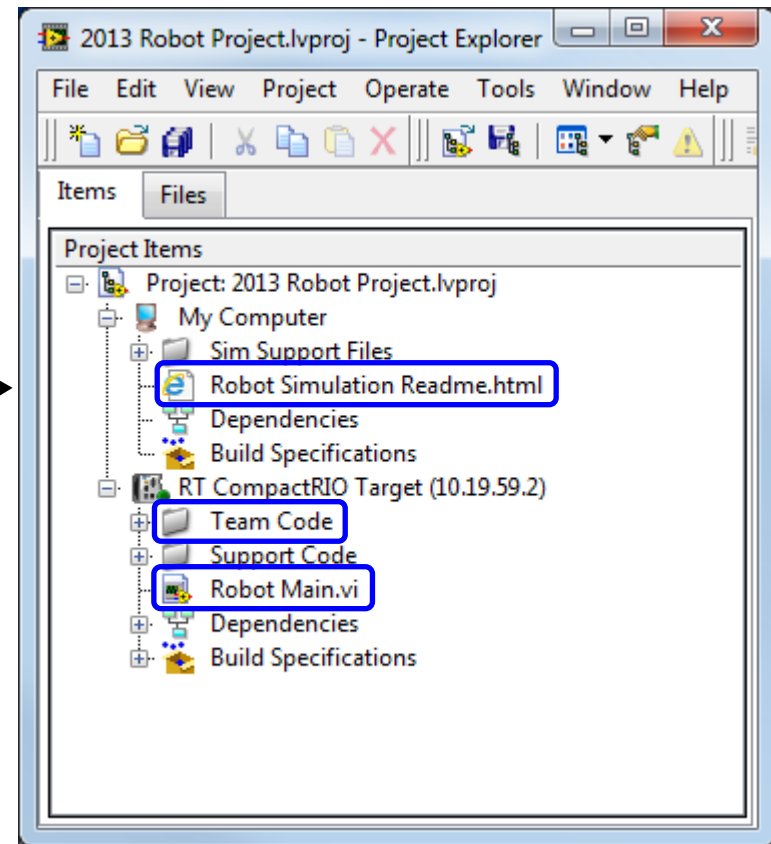 2013 Robot Project.lvproj - Project Explorer
File Edit View Project Operate Tools Window Help
Items Files
Project Items
Project: 2013 Robot Project.lvproj
My Computer
Sim Support Files
Robot Simulation Readme.html
Dependencies
Build Specifications
RT CompactRIO Target (10.19.59.2)
Team Code
Support Code
Robot Main.vi
Dependencies
Build Specifications